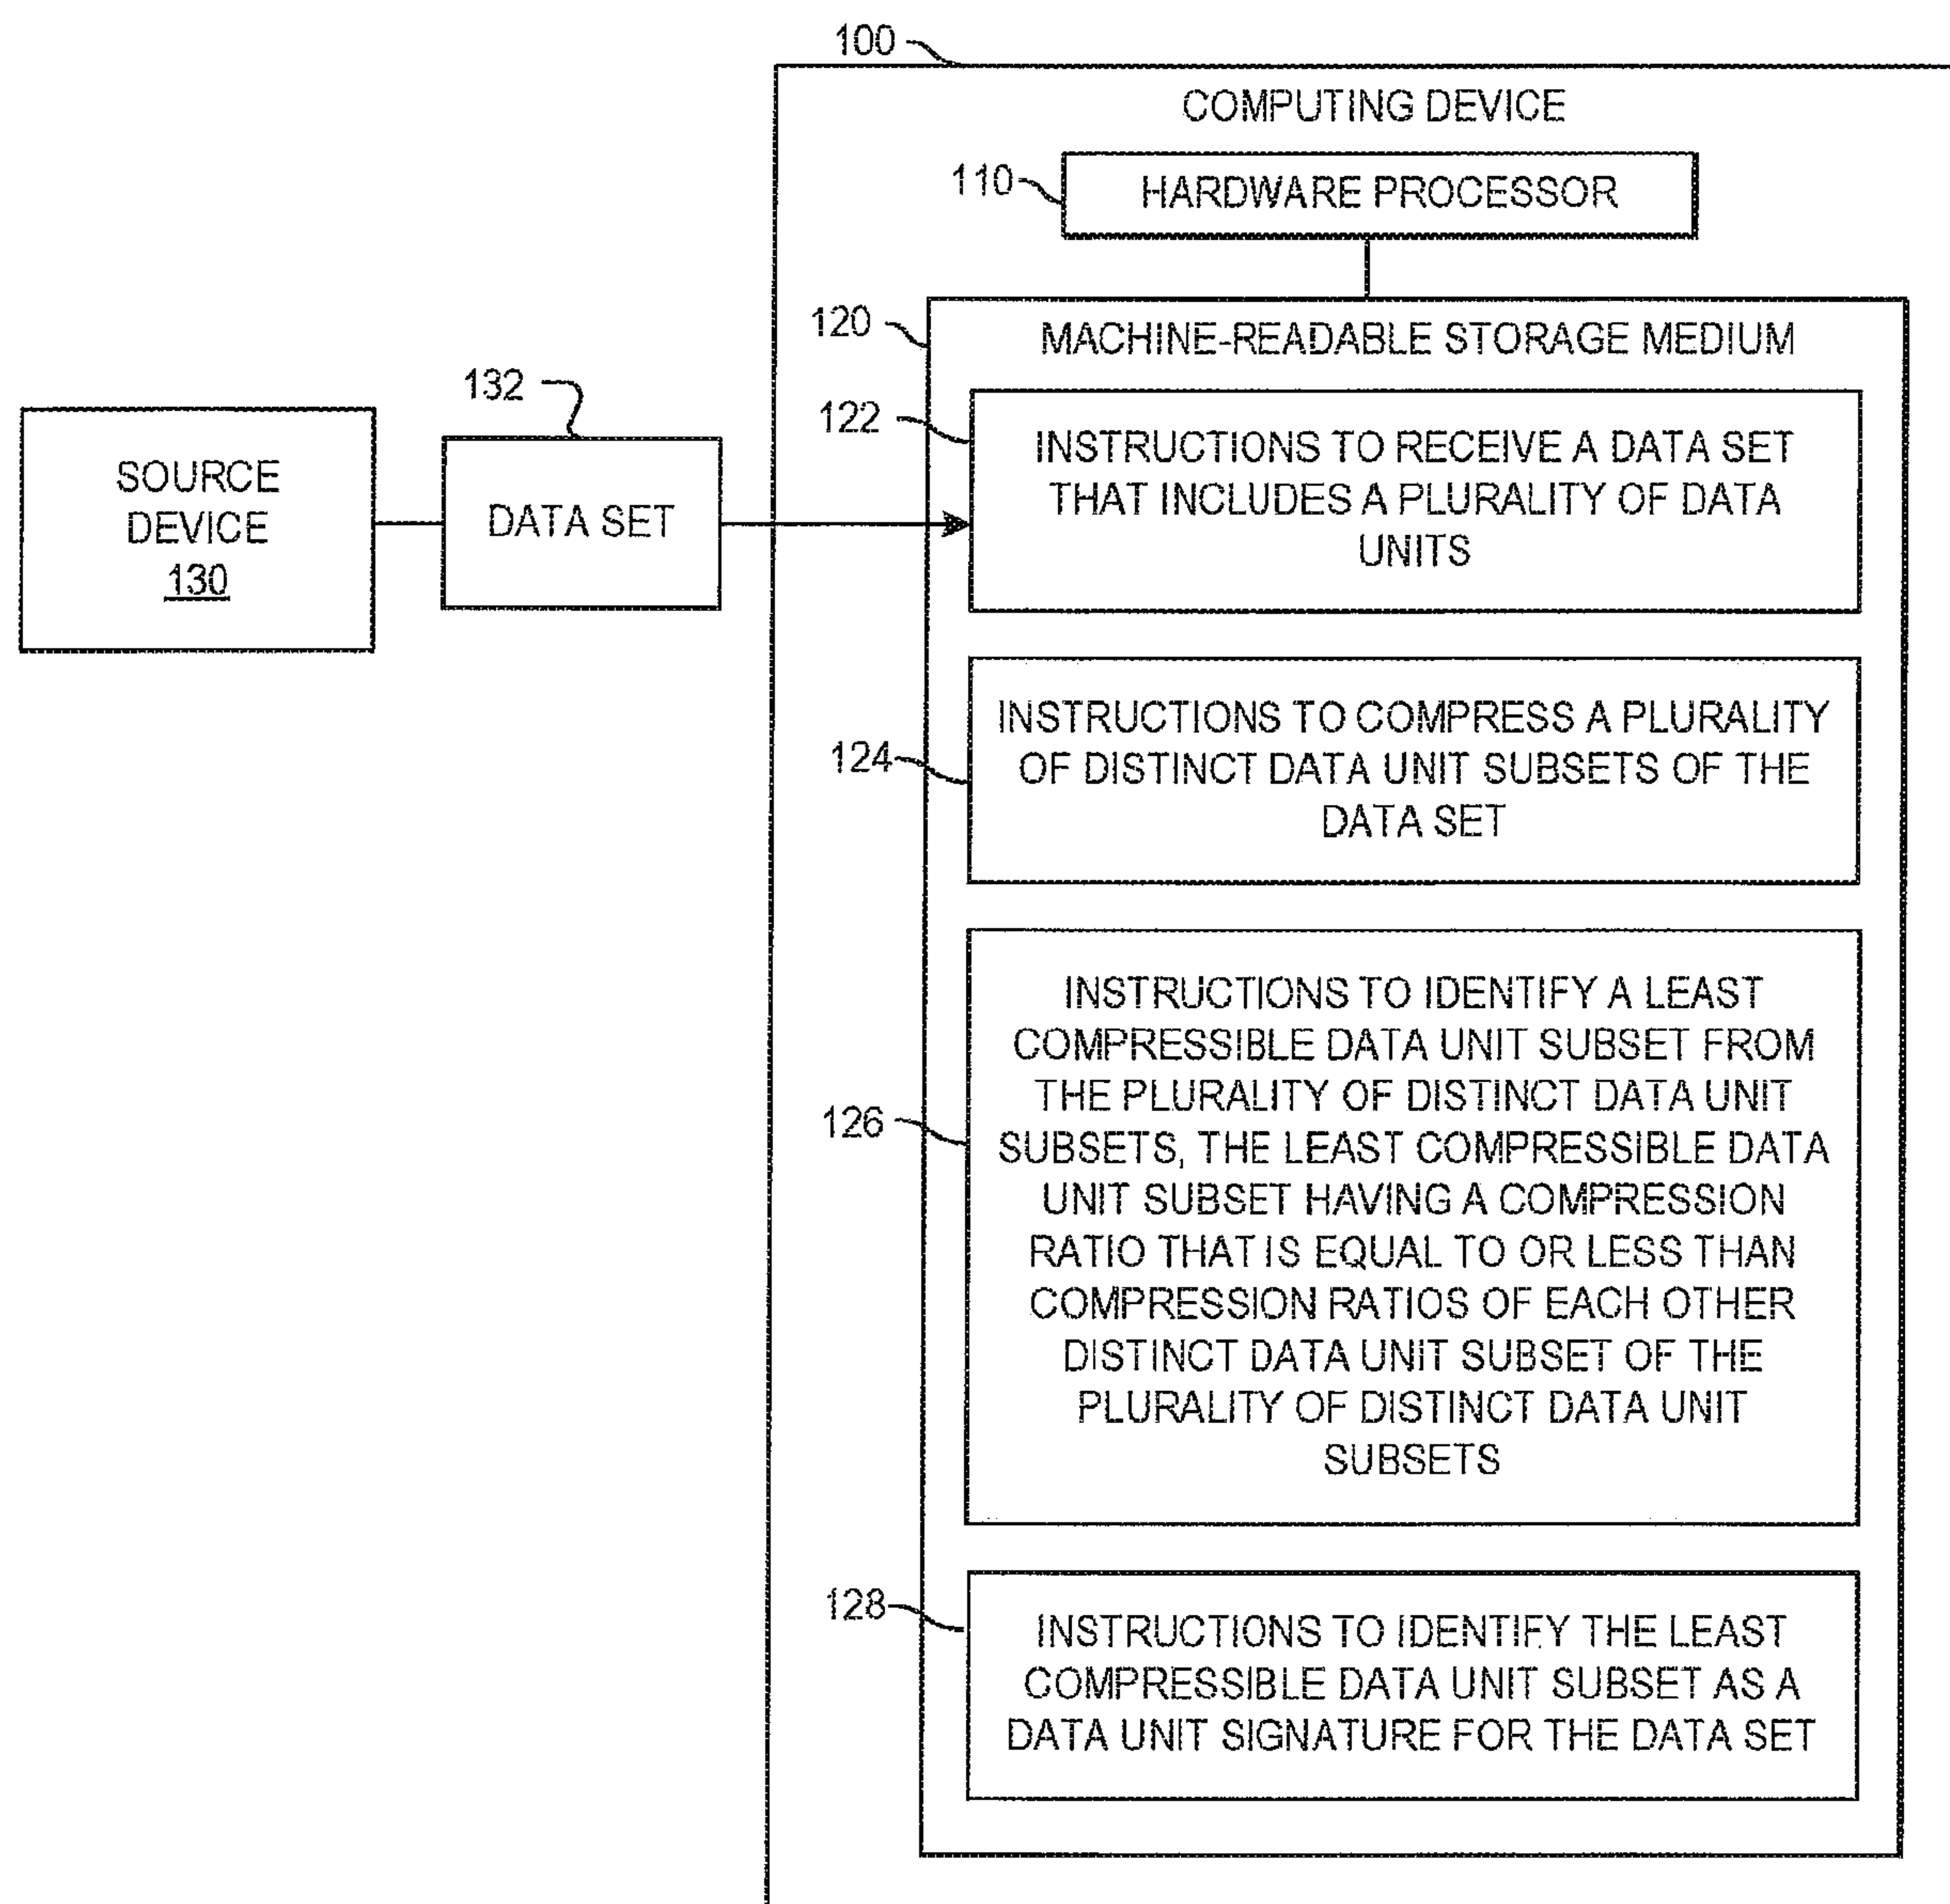 100
COMPUTING DEVICE
110
HARDWARE PROCESSOR
120
MACHINE-READABLE STORAGE MEDIUM
132
SOURCE
DEVICE
130
DATA SET
122
INSTRUCTIONS TO RECEIVE A DATA SET
THAT INCLUDES A PLURALITY OF DATA
UNITS
124
INSTRUCTIONS TO COMPRESS A PLURALITY
OF DISTINCT DATA UNIT SUBSETS OF THE
DATA SET
126
INSTRUCTIONS TO IDENTIFY A LEAST
COMPRESSIBLE DATA UNIT SUBSET FROM
THE PLURALITY OF DISTINCT DATA UNIT
SUBSETS, THE LEAST COMPRESSIBLE DATA
UNIT SUBSET HAVING A COMPRESSION
RATIO THAT IS EQUAL TO OR LESS THAN
COMPRESSION RATIOS OF EACH OTHER
DISTINCT DATA UNIT SUBSET OF THE
PLURALITY OF DISTINCT DATA UNIT
SUBSETS
128
INSTRUCTIONS TO IDENTIFY THE LEAST
COMPRESSIBLE DATA UNIT SUBSET AS A
DATA UNIT SIGNATURE FOR THE DATA SET